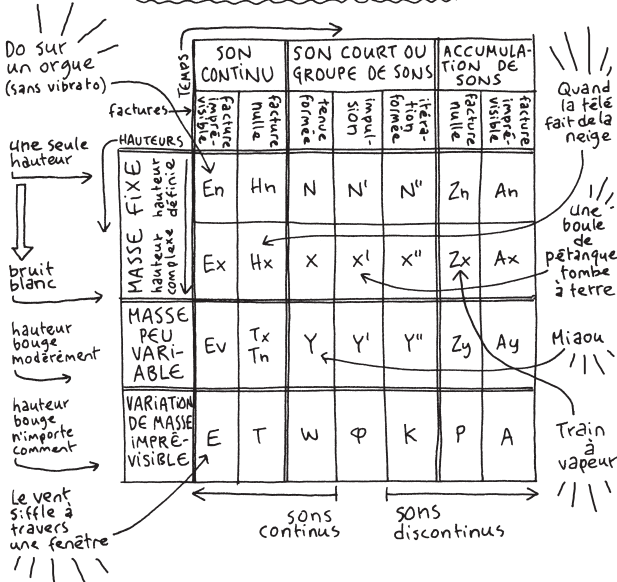 Do sur
un orgue
(sans vibrato)
TEMPS
SON
CONTINU
SON COURT OU
GROUPE DE SONS
ACCUMULA-
TION DE
SONS
factures
facture
imprē-
visible
facture
nulle
tenue
formée
impul-
sion
itéra-
tion
formée
facture
nulle
facture
imprē-
visible
HAUTEURS
une seule
hauteur
bruit
blanc
hauteur
bouge
modérément
hauteur
bouge
n'importe
comment
Le vent
siffle à
travers
une fenêtre
MASSE FIXE
hauteur
définie
En Hn N N' N" Zn An
hauteur
complexe
Ex Hx X X' X" Zx Ax
MASSE
PEU
VARI-
ABLE
Ev Tx
Tn
Y Y' Y" Zy Ay
VARIATION
DE MASSE
IMPRÉ-
VISIBLE
E T W Φ K P A
sons
continus
sons
discontinus
Quand
la télé
fait de la
neige
une
boule
de
pétanque
tombe
à terre
Miaou
Train
à
vapeur